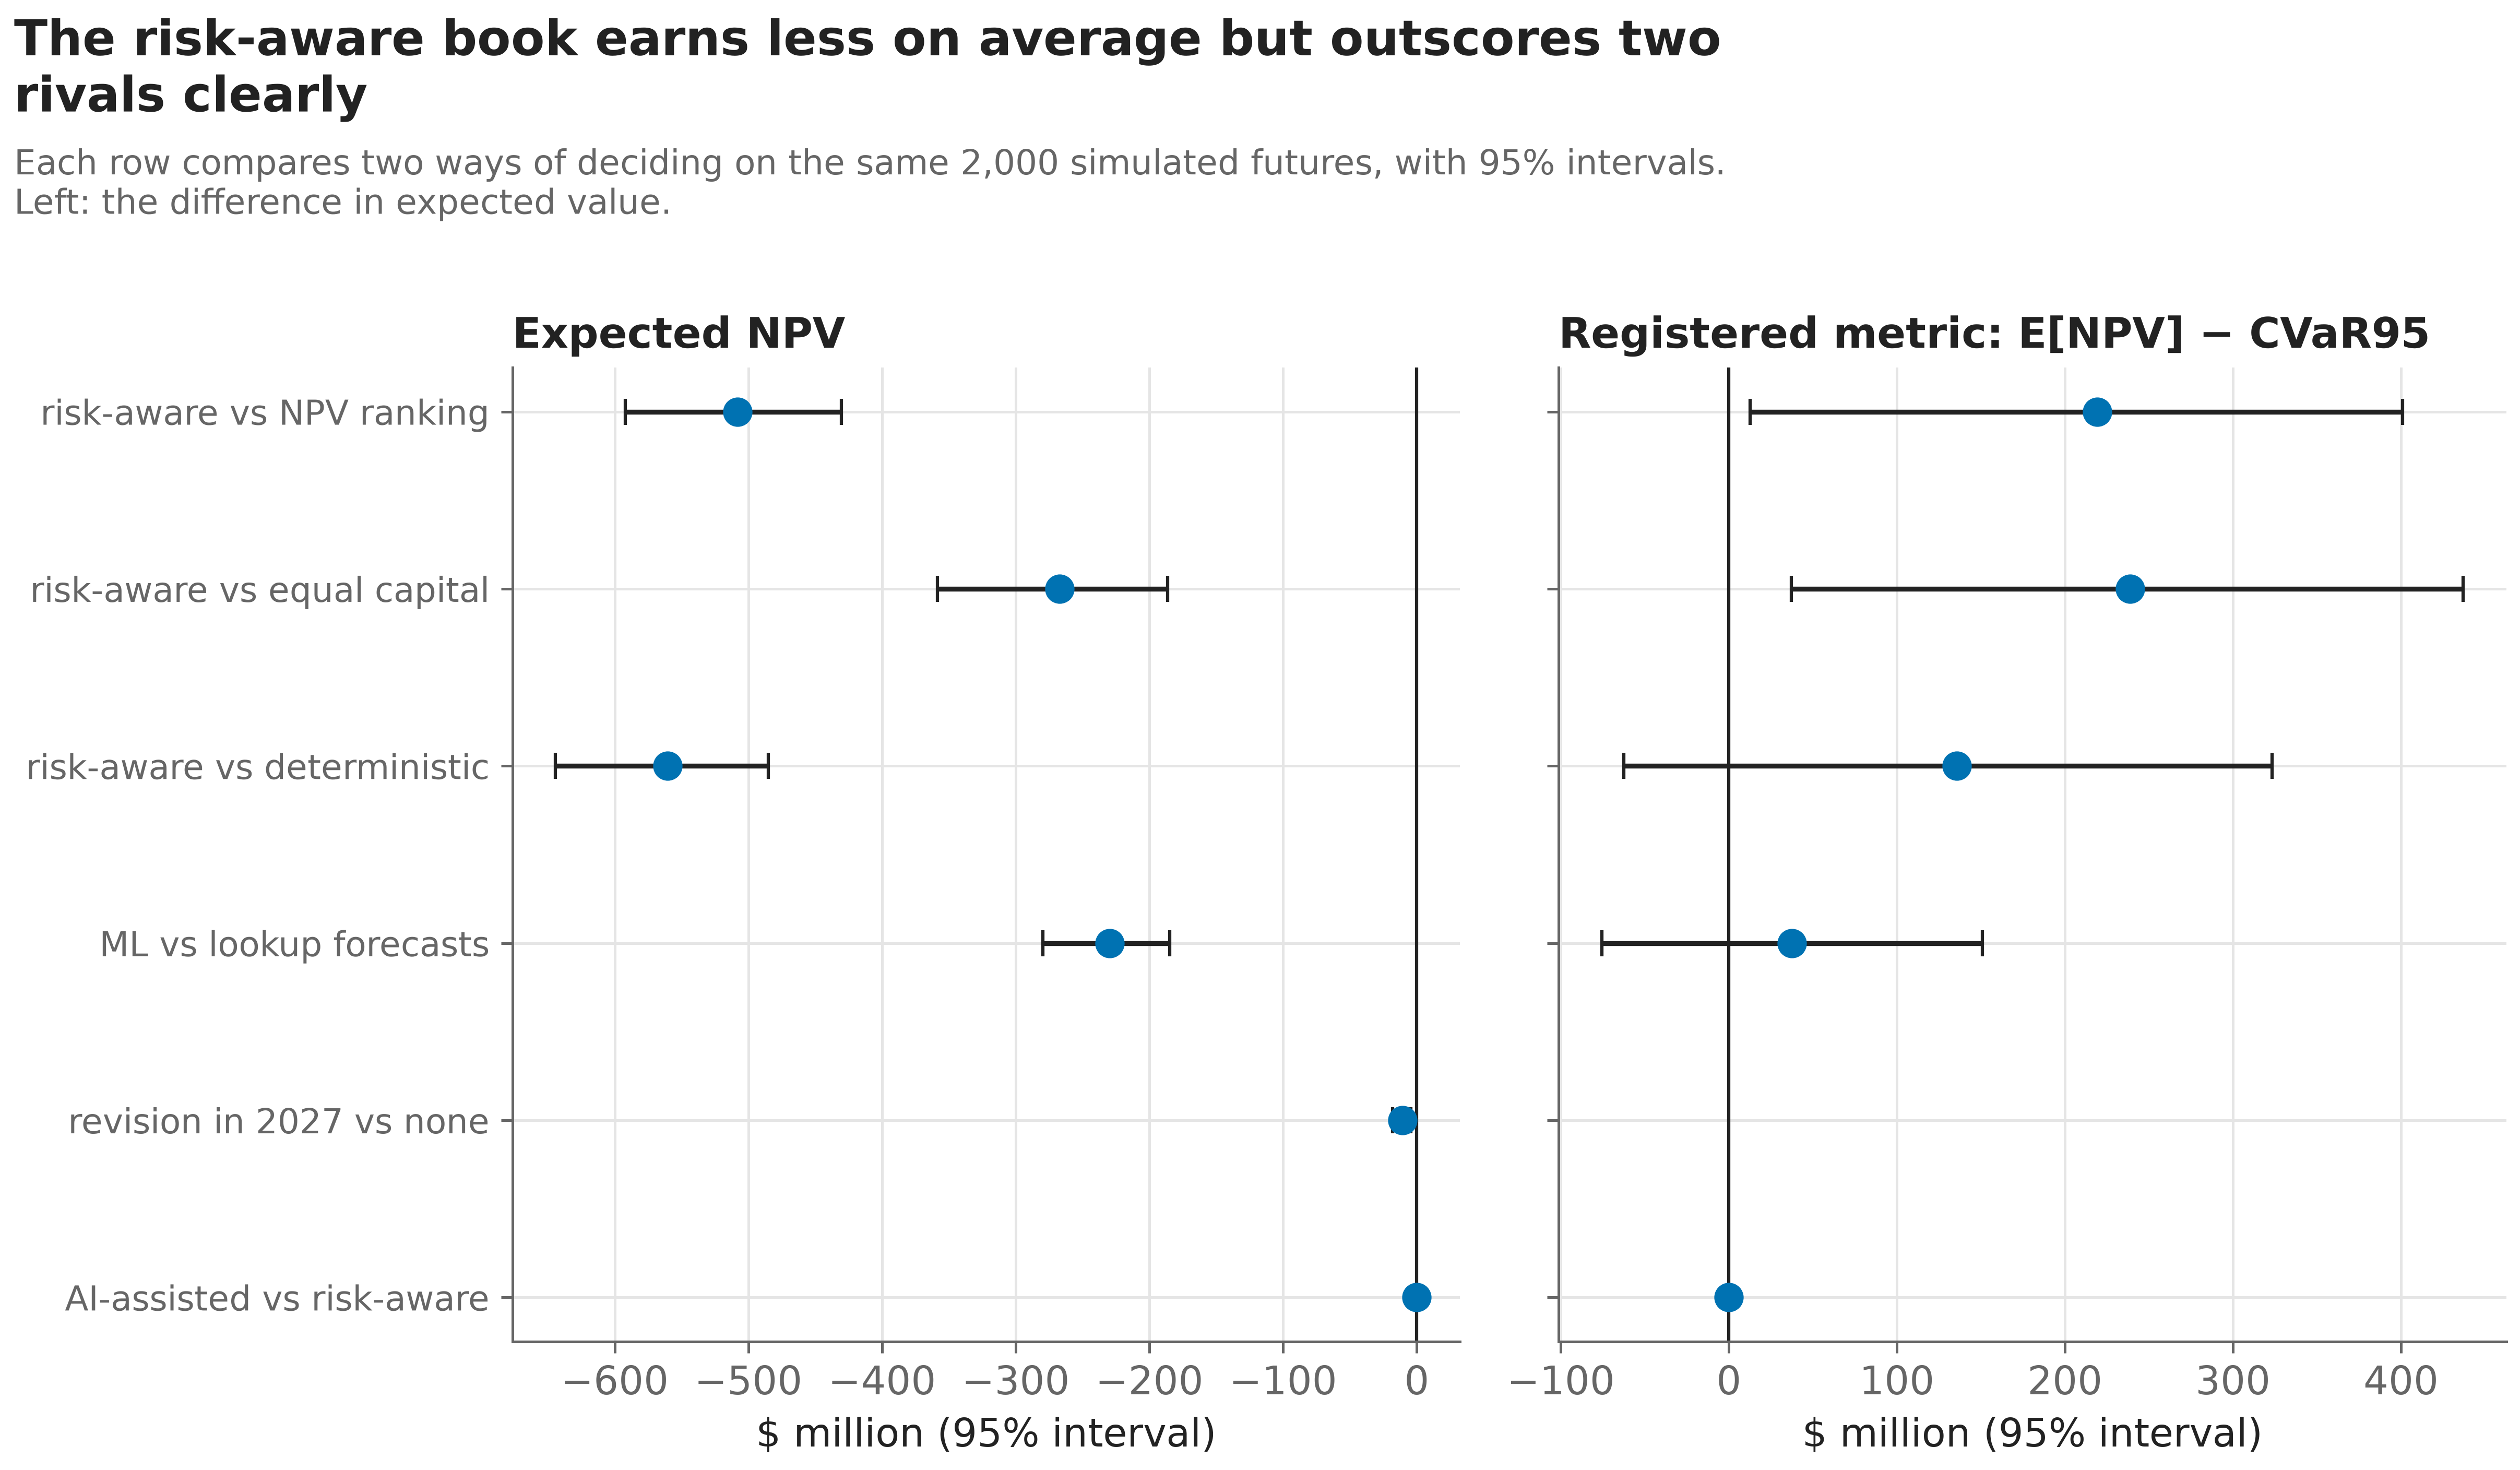 The risk-aware book earns less on average but outscores two
rivals clearly
Each row compares two ways of deciding on the same 2,000 simulated futures, with 95% intervals.
Left: the difference in expected value.
Expected NPV
Registered metric: E[NPV] − CVaR95
risk-aware vs NPV ranking
risk-aware vs equal capital
risk-aware vs deterministic
ML vs lookup forecasts
revision in 2027 vs none
AI-assisted vs risk-aware
−600 −500 −400 −300 −200 −100 0
−100 0 100 200 300 400
$ million (95% interval)
$ million (95% interval)